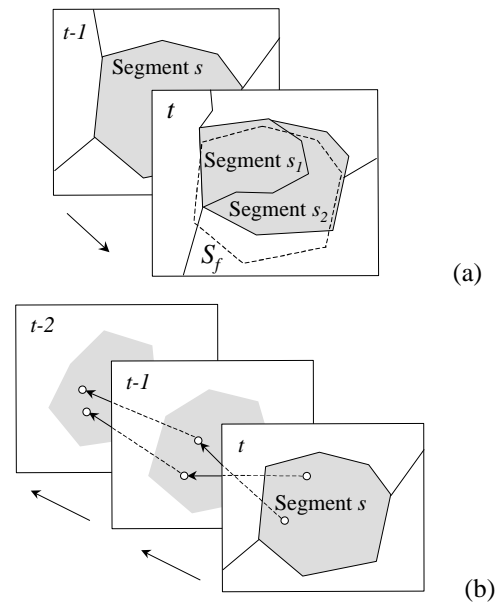 t-1
Segment s
t
Segment s1
Segment s2
Sf
(a)
t-2
t-1
t
Segment s
(b)